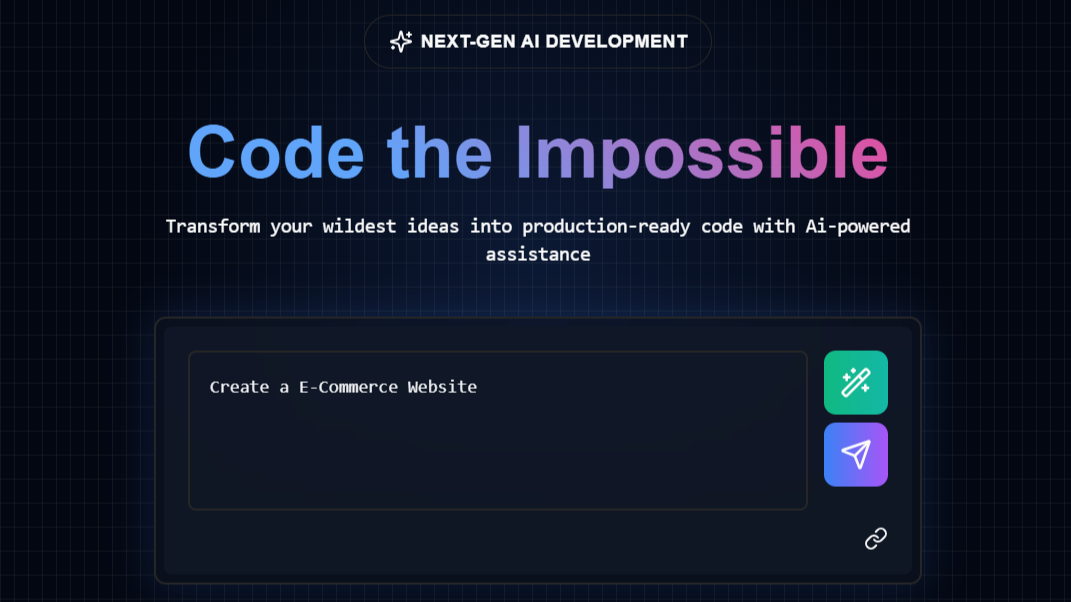 NEXT-GEN AI DEVELOPMENT
Code the Impossible
Transform your wildest ideas into production-ready code with Ai-powered
assistance
Create a E-Commerce Website